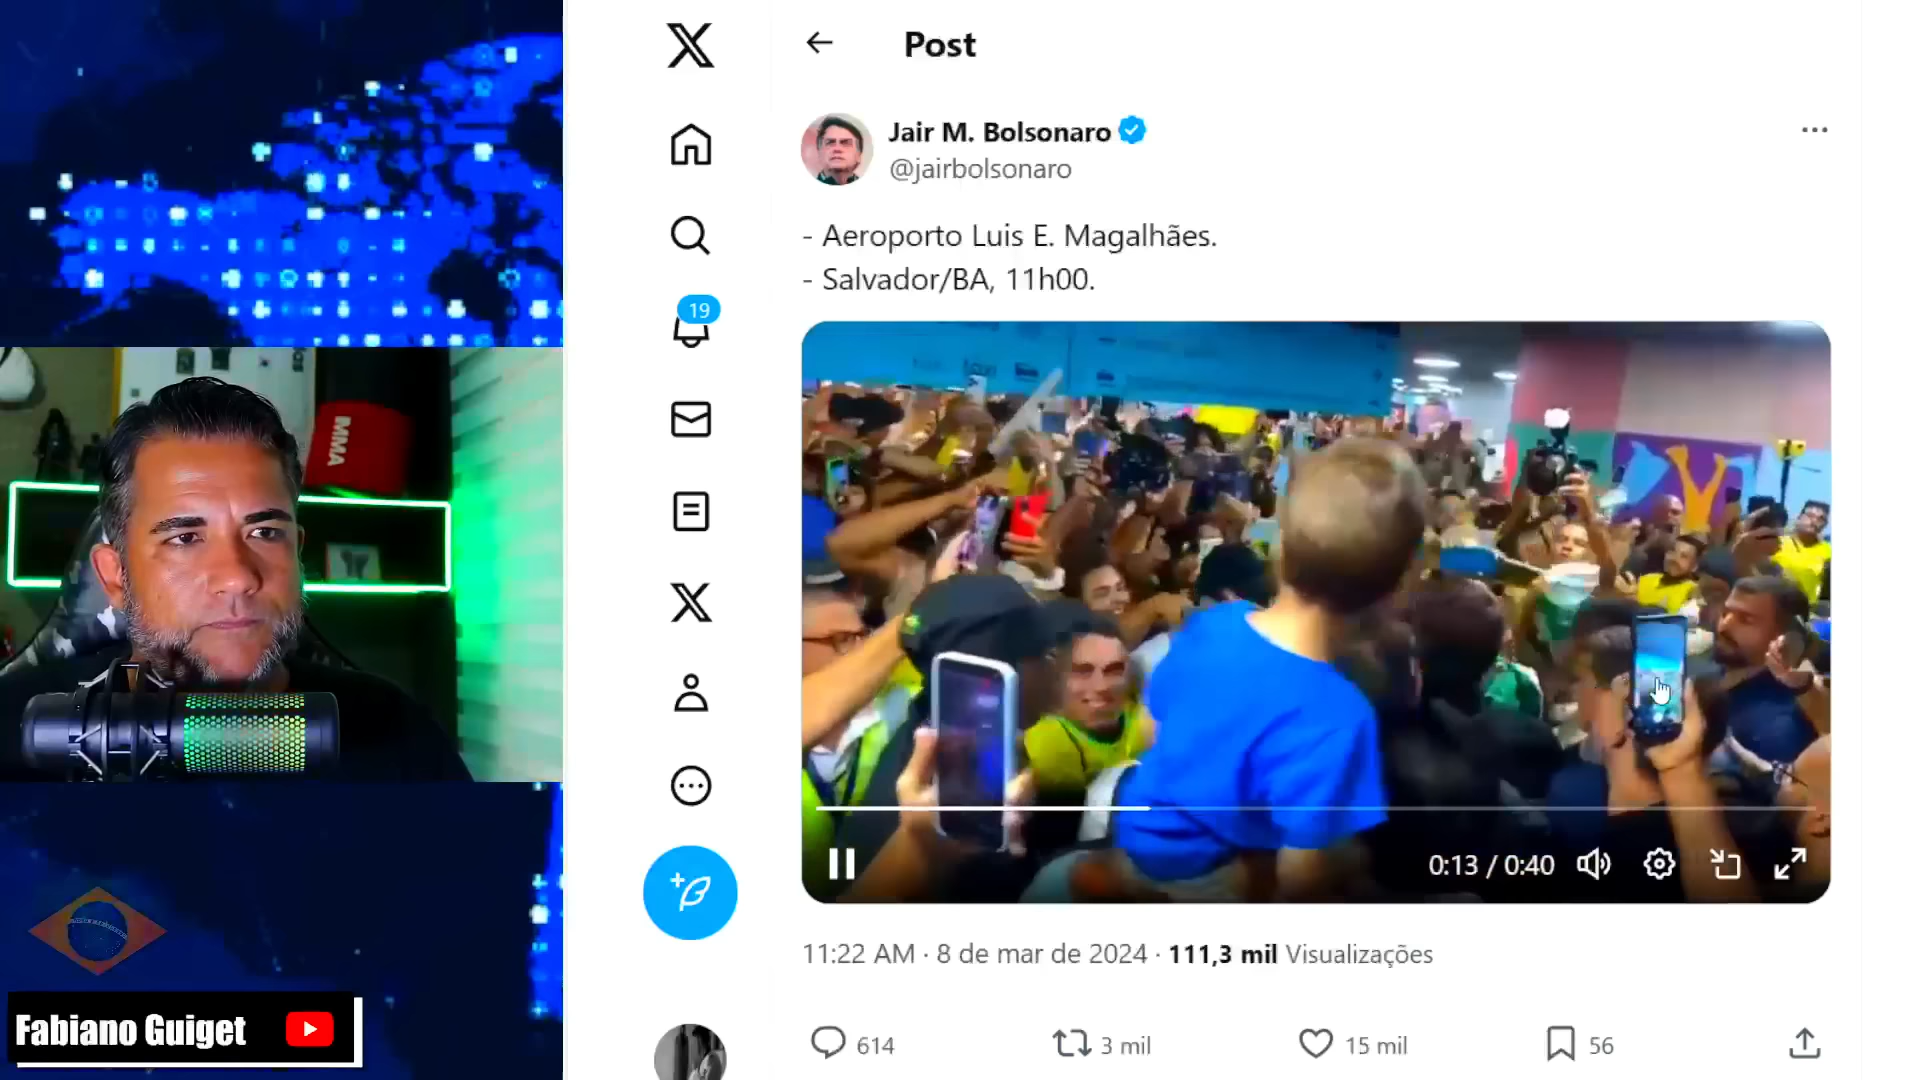 Post
Jair M. Bolsonaro
@jairbolsonaro
- Aeroporto Luis E. Magalhães.
- Salvador/BA, 11h00.
19
MMA
0:13 / 0:40
11:22 AM · 8 de mar de 2024 · 111,3 mil Visualizações
614
3 mil
15 mil
56
Fabiano Guiget